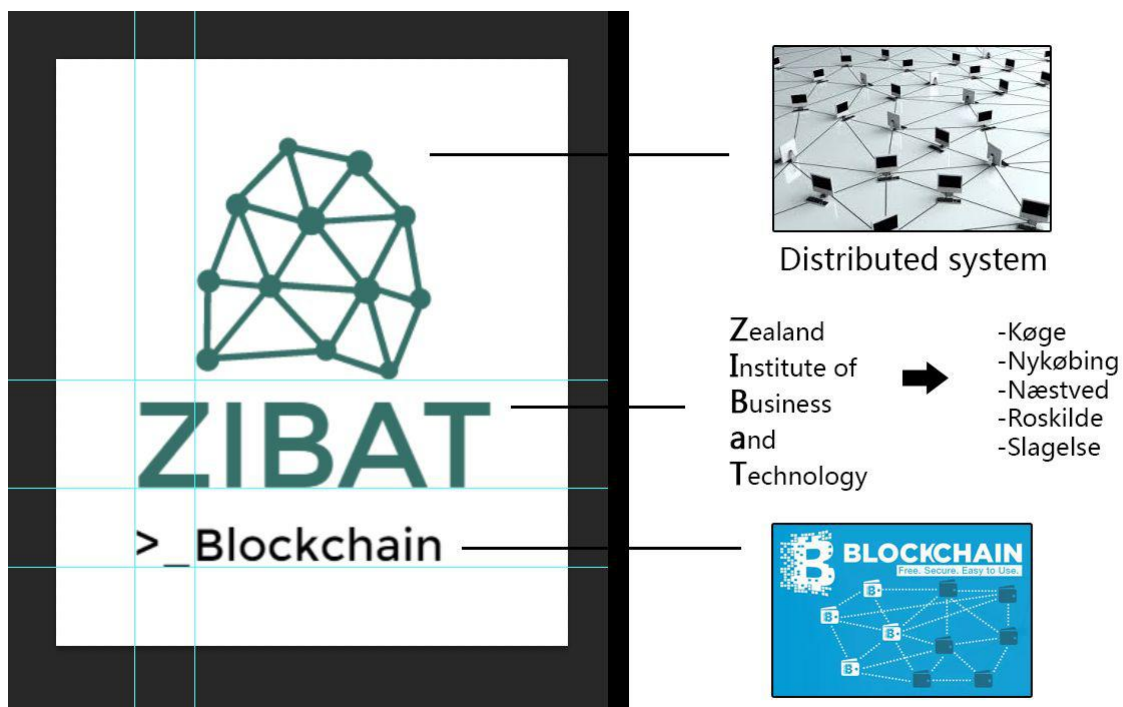 ZIBAT
>_Blockchain
Distributed system
Zealand
Institute of
Business
and
Technology
-Køge
-Nykøbing
-Næstved
-Roskilde
-Slagelse
BLOCKCHAIN
Free. Secure. Easy to Use.